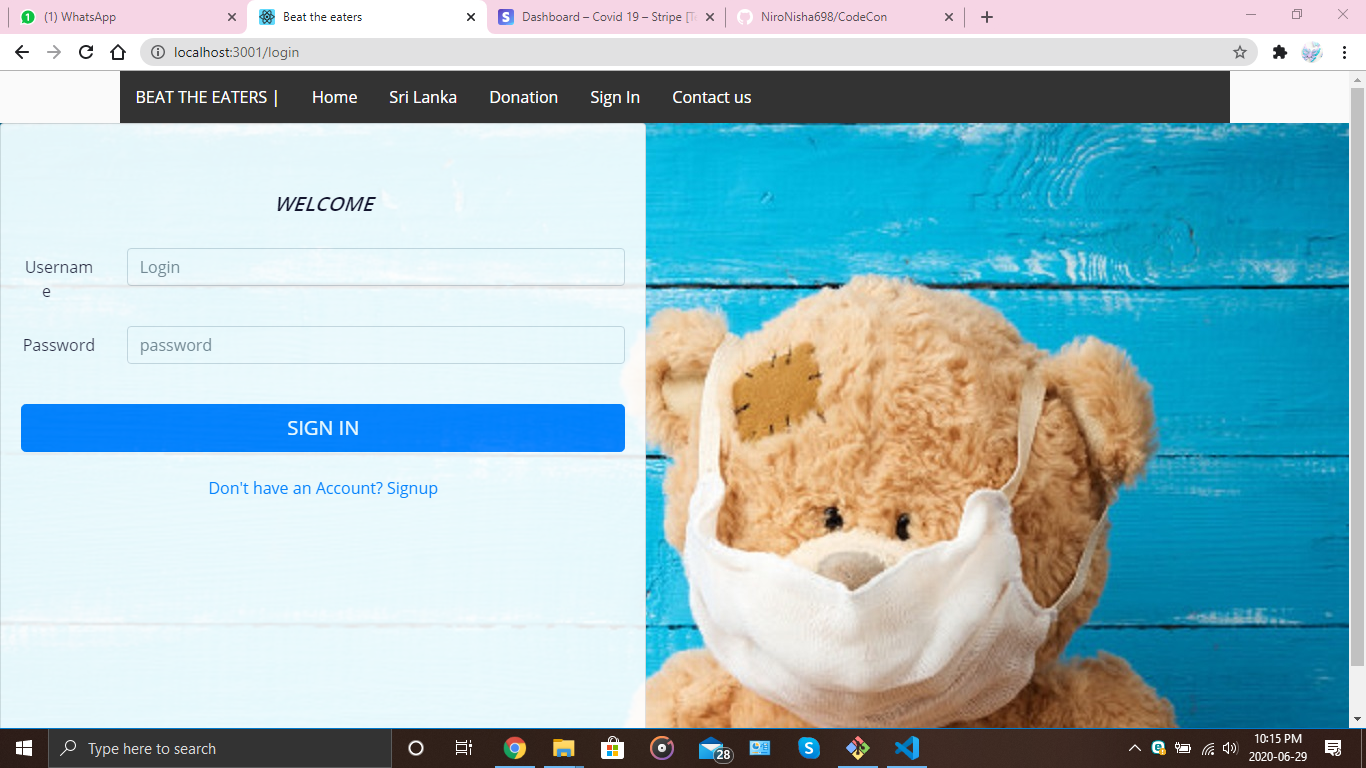 (1) WhatsApp
Beat the eaters
Dashboard – Covid 19 – Stripe [T
NiroNisha698/CodeCon
localhost:3001/login
BEAT THE EATERS | Home Sri Lanka Donation Sign In Contact us
WELCOME
Usernam
e
Login
Password
password
SIGN IN
Don't have an Account? Signup
Type here to search
28
10:15 PM
2020-06-29